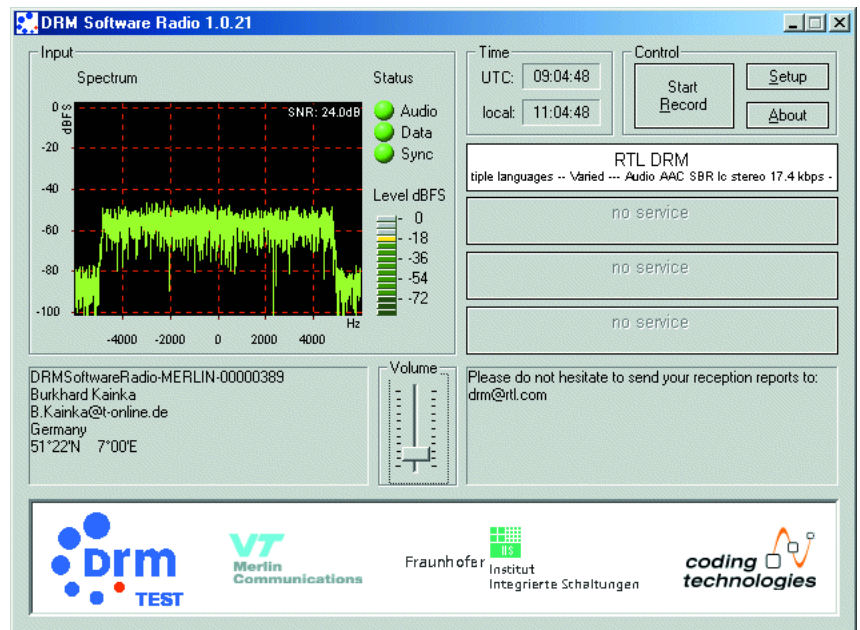 DRM Software Radio 1.0.21
Input
Spectrum
Status
dBFS
0
-20
-40
-60
-80
-100
SNR: 24.0dB
Hz
-4000 -2000 0 2000 4000
Audio
Data
Sync
Level dBFS
0
-18
-36
-54
-72
Time
UTC: 09:04:48
local: 11:04:48
Control
Start
Record
Setup
About
RTL DRM
tiple languages -- Varied --- Audio AAC SBR lc stereo 17.4 kbps -
no service
no service
no service
DRMSoftwareRadio-MERLIN-00000389
Burkhard Kainka
B.Kainka@t-online.de
Germany
51°22'N 7°00'E
Volume
Please do not hesitate to send your reception reports to:
drm@rtl.com
Drm
TEST
VT
Merlin
Communications
Fraunhofer
IIS
Institut
Integrierte Schaltungen
coding
technologies